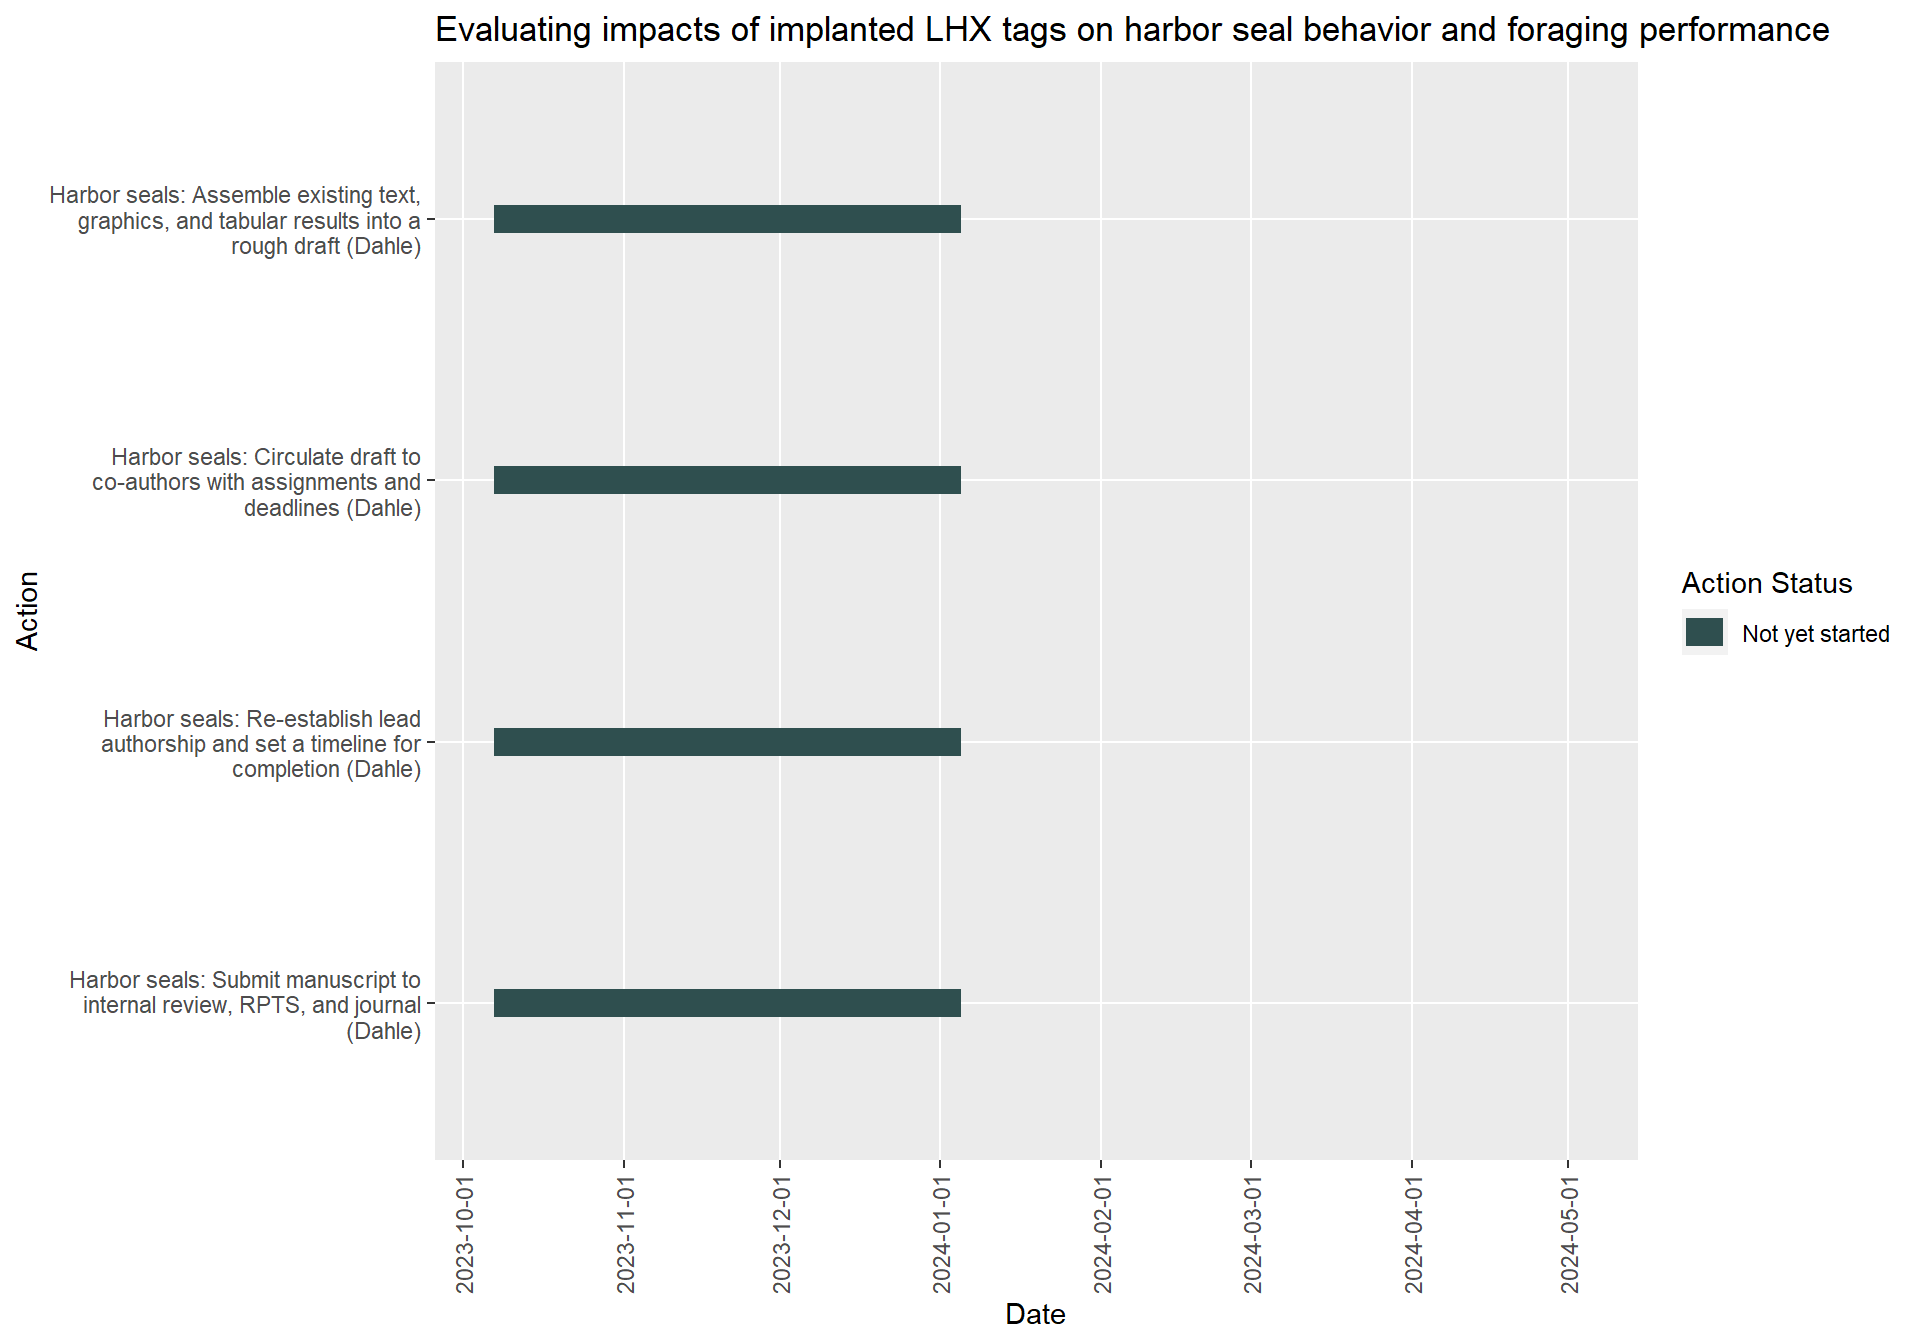 Evaluating impacts of implanted LHX tags on harbor seal behavior and foraging performance
Harbor seals: Assemble existing text,
graphics, and tabular results into a
rough draft (Dahle)
Harbor seals: Circulate draft to
co-authors with assignments and
deadlines (Dahle)
Harbor seals: Re-establish lead
authorship and set a timeline for
completion (Dahle)
Harbor seals: Submit manuscript to
internal review, RPTS, and journal
(Dahle)
Action
Action Status
Not yet started
2023-10-01
2023-11-01
2023-12-01
2024-01-01
2024-02-01
2024-03-01
2024-04-01
2024-05-01
Date